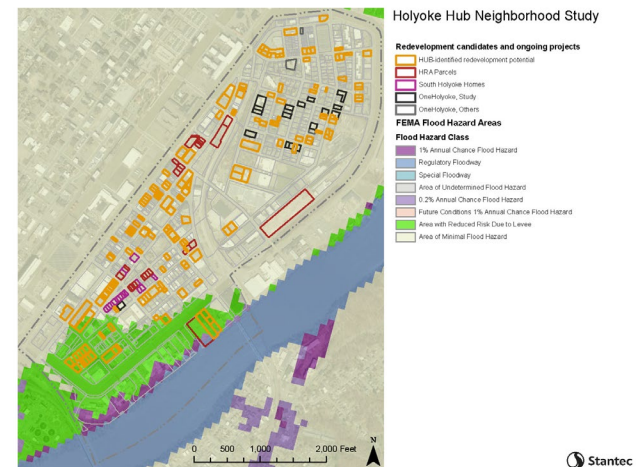 Holyoke Hub Neighborhood Study
Redevelopment candidates and ongoing projects
HUB-identified redevelopment potential
HRA Parcels
South Holyoke Homes
OneHolyoke, Study
OneHolyoke, Others
FEMA Flood Hazard Areas
Flood Hazard Class
1% Annual Chance Flood Hazard
Regulatory Floodway
Special Floodway
Area of Undetermined Flood Hazard
0.2% Annual Chance Flood Hazard
Future Conditions 1% Annual Chance Flood Hazard
Area with Reduced Risk Due to Levee
Area of Minimal Flood Hazard
0 500 1,000 2,000 Feet
N
Stantec